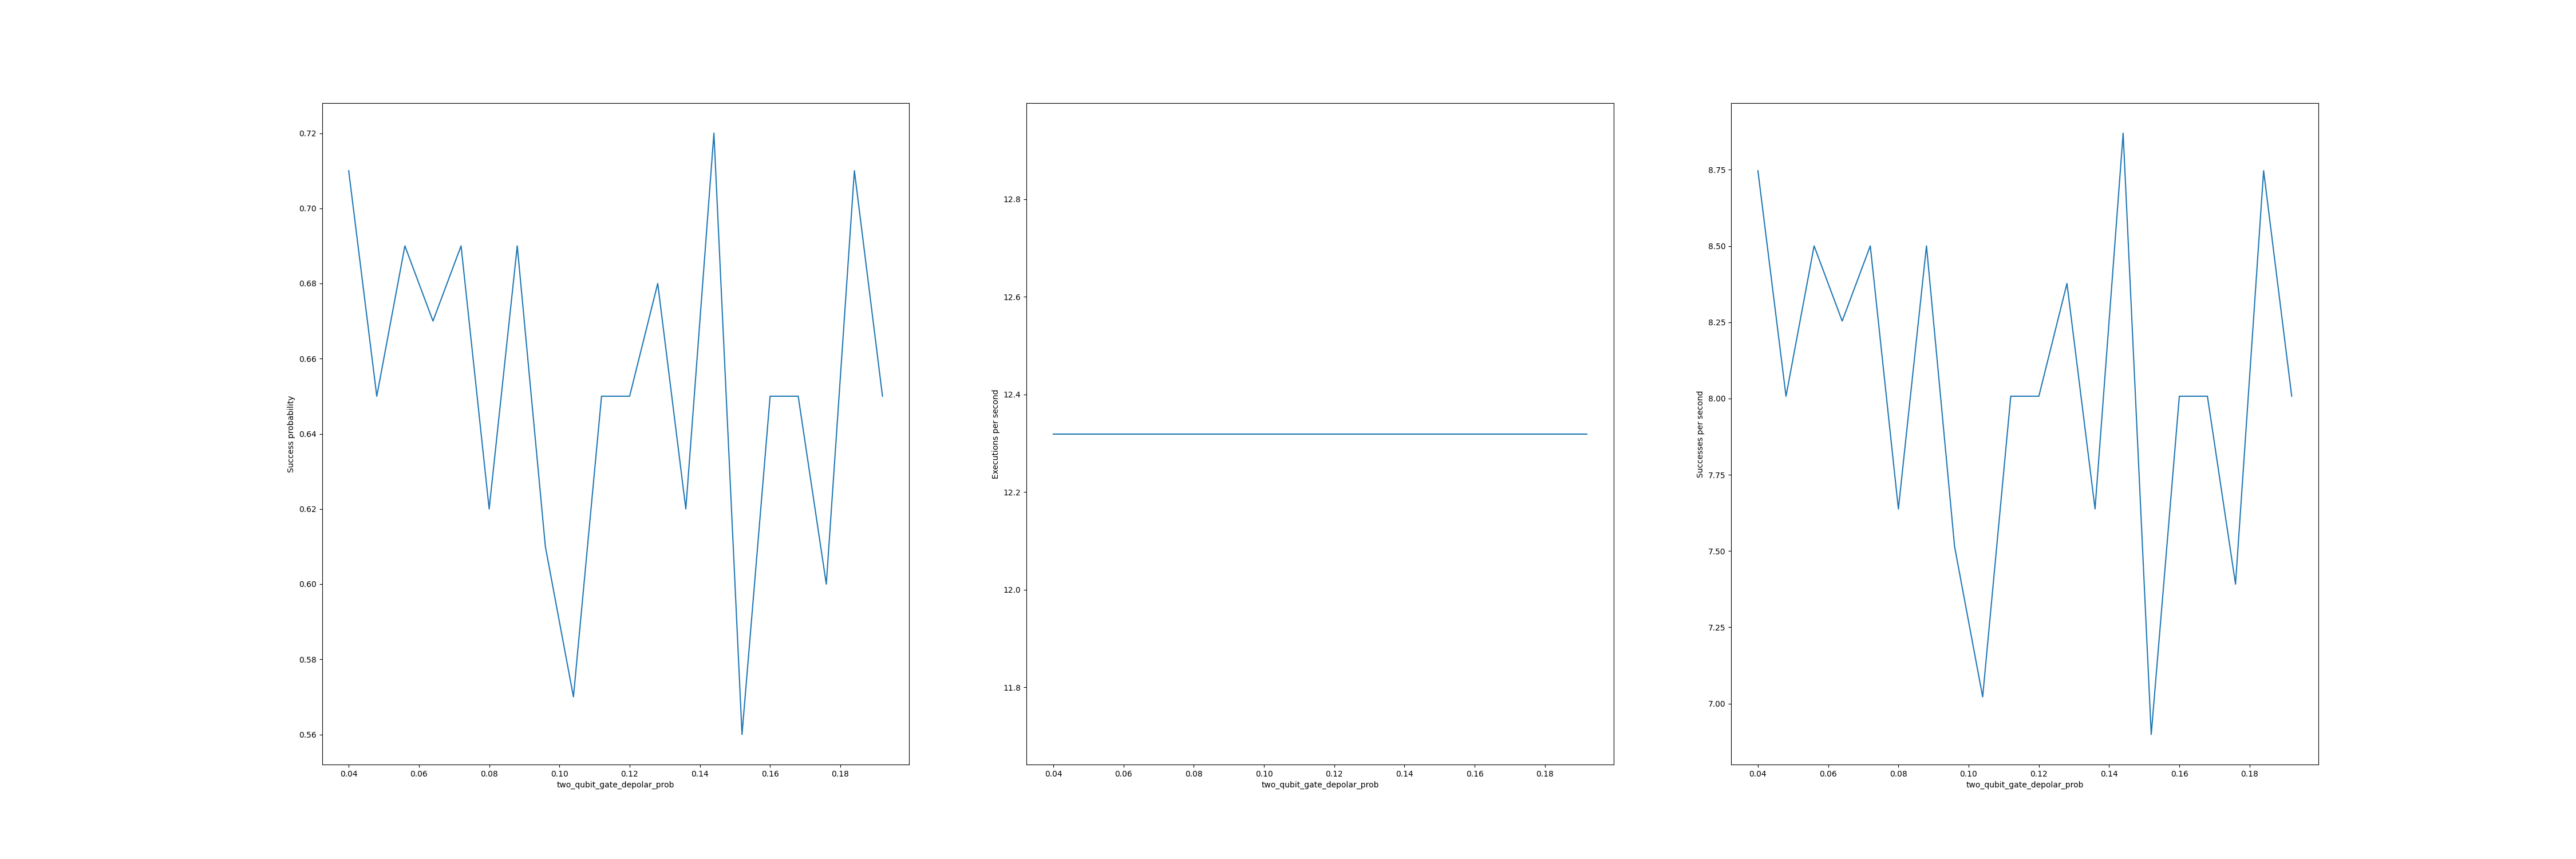 0.72
0.70
0.68
0.66
0.64
0.62
0.60
0.58
0.56
Success probability
0.04 0.06 0.08 0.10 0.12 0.14 0.16 0.18
two_qubit_gate_depolar_prob
12.8
12.6
12.4
12.2
12.0
11.8
Executions per second
0.04 0.06 0.08 0.10 0.12 0.14 0.16 0.18
two_qubit_gate_depolar_prob
8.75
8.50
8.25
8.00
7.75
7.50
7.25
7.00
Successes per second
0.04 0.06 0.08 0.10 0.12 0.14 0.16 0.18
two_qubit_gate_depolar_prob